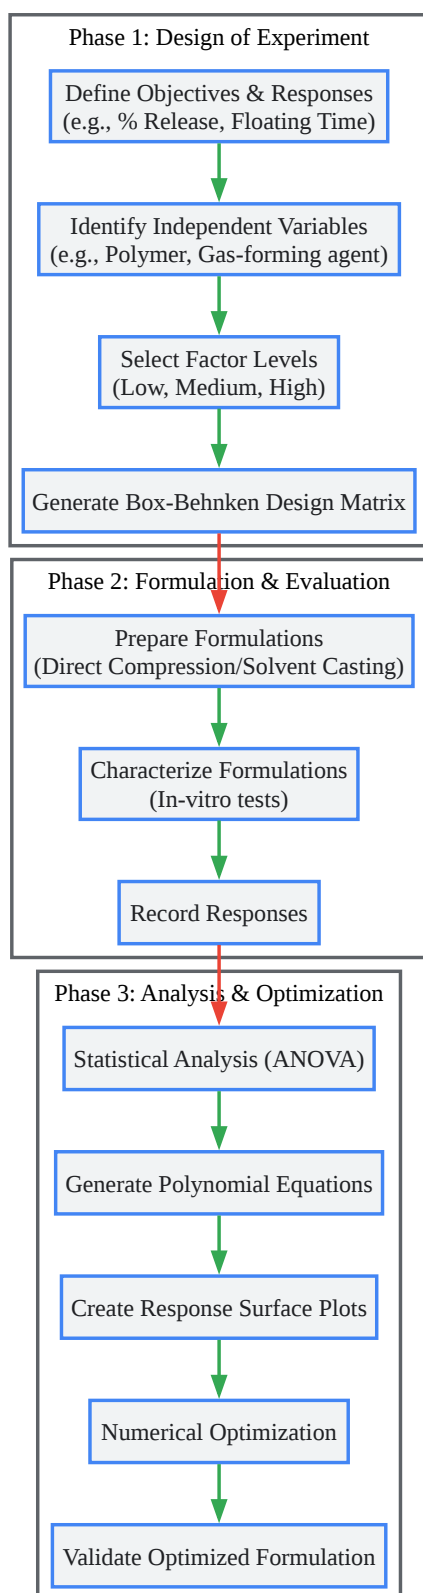 Phase 1: Design of Experiment
Define Objectives & Responses
(e.g., % Release, Floating Time)
Identify Independent Variables
(e.g., Polymer, Gas-forming agent)
Select Factor Levels
(Low, Medium, High)
Generate Box-Behnken Design Matrix
Phase 2: Formulation & Evaluation
Prepare Formulations
(Direct Compression/Solvent Casting)
Characterize Formulations
(In-vitro tests)
Record Responses
Phase 3: Analysis & Optimization
Statistical Analysis (ANOVA)
Generate Polynomial Equations
Create Response Surface Plots
Numerical Optimization
Validate Optimized Formulation